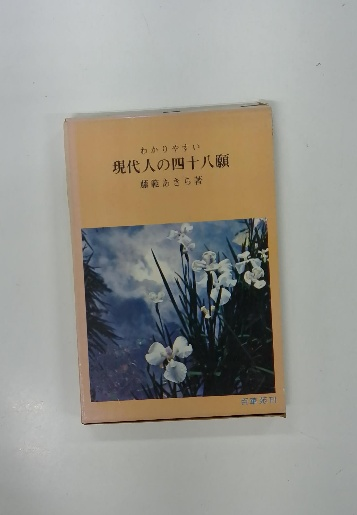 わかりやすい
現代人の四十八願
藤範あきら著